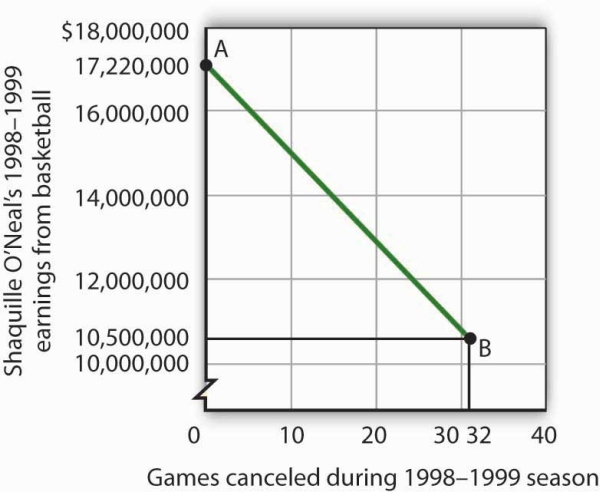 $18,000,000
A
17,220,000
16,000,000
14,000,000
12,000,000
10,500,000
B
10,000,000
Shaquille O'Neal's 1998–1999
earnings from basketball
0 10 20 30 32 40
Games canceled during 1998–1999 season